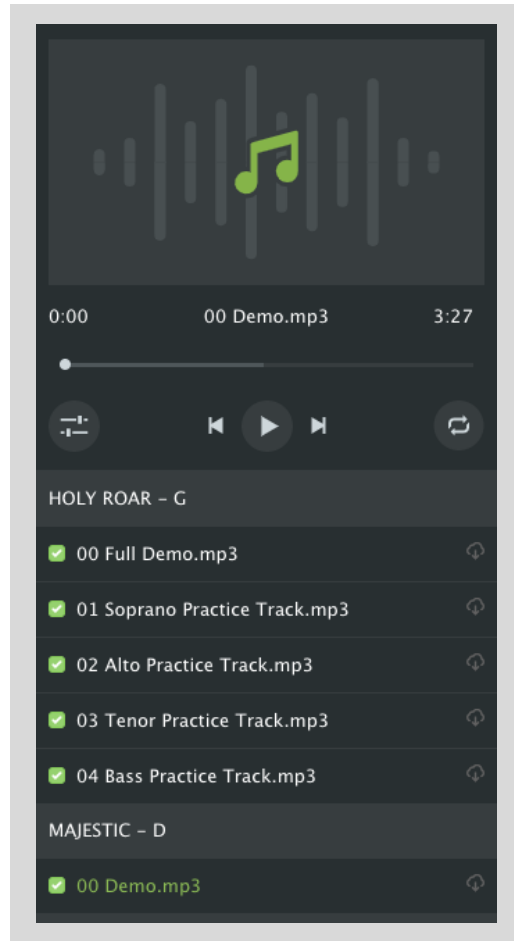 0:00 00 Demo.mp3 3:27
HOLY ROAR – G
00 Full Demo.mp3
01 Soprano Practice Track.mp3
02 Alto Practice Track.mp3
03 Tenor Practice Track.mp3
04 Bass Practice Track.mp3
MAJESTIC – D
00 Demo.mp3